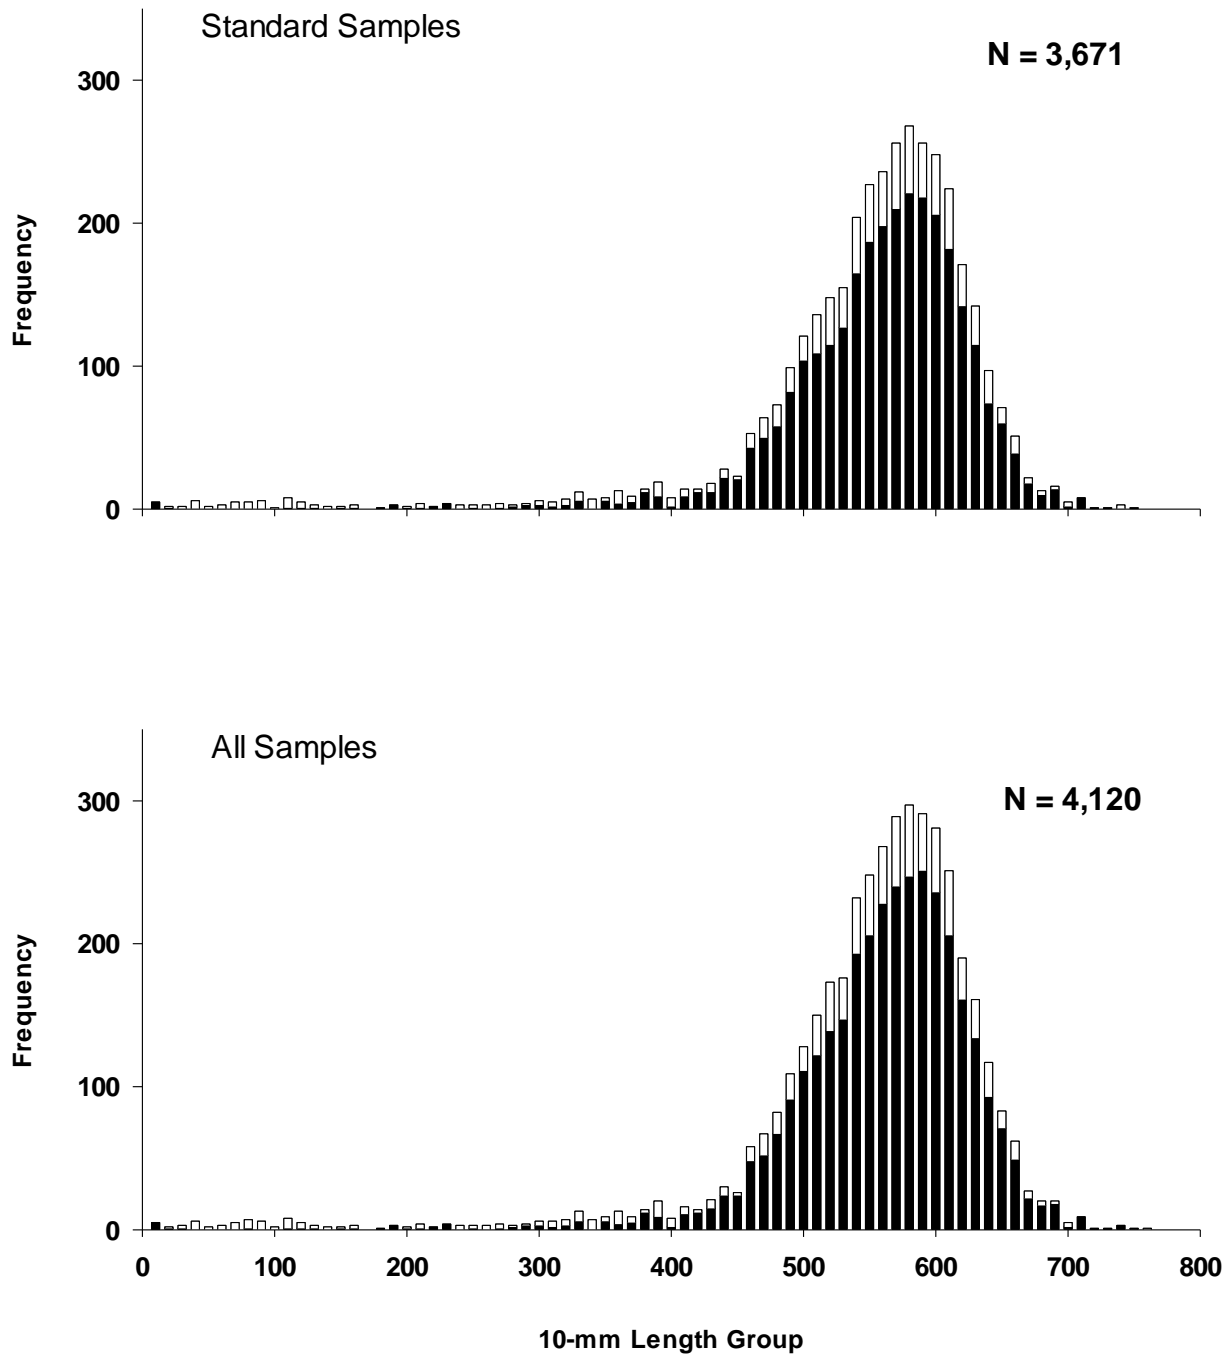 Standard Samples
N = 3,671
300
200
100
0
Frequency
All Samples
N = 4,120
300
200
100
0
Frequency
0 100 200 300 400 500 600 700 800
10-mm Length Group